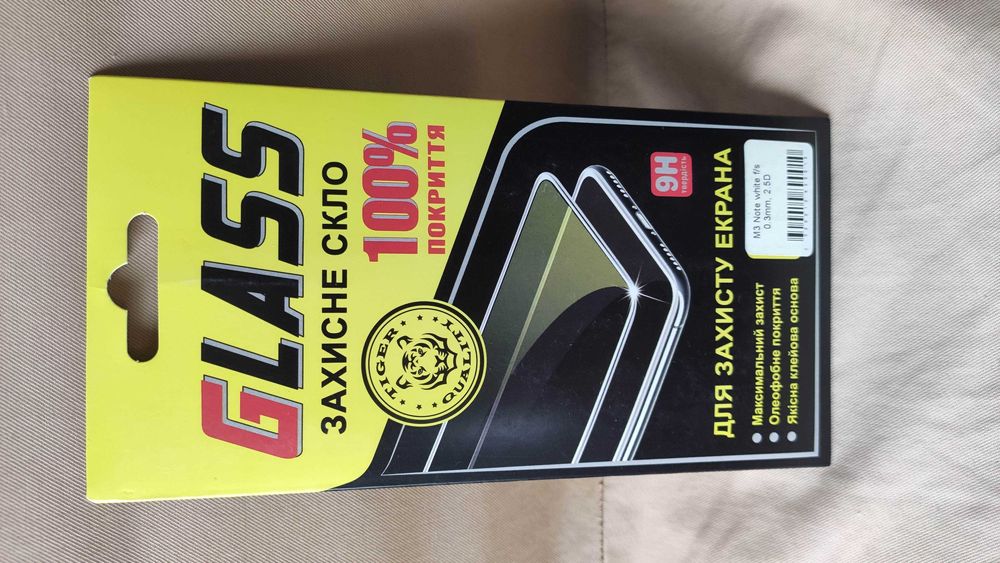 GLASS
ЗАХИСНЕ СКЛО
100%
ПОКРИТТЯ
TIGER
QUALITY
9H
твердість
ДЛЯ ЗАХИСТУ ЕКРАНА
Максимальний захист
Олеофобне покриття
Якісна клейова основа
M3 Note white f/s
0.3mm, 2.5D